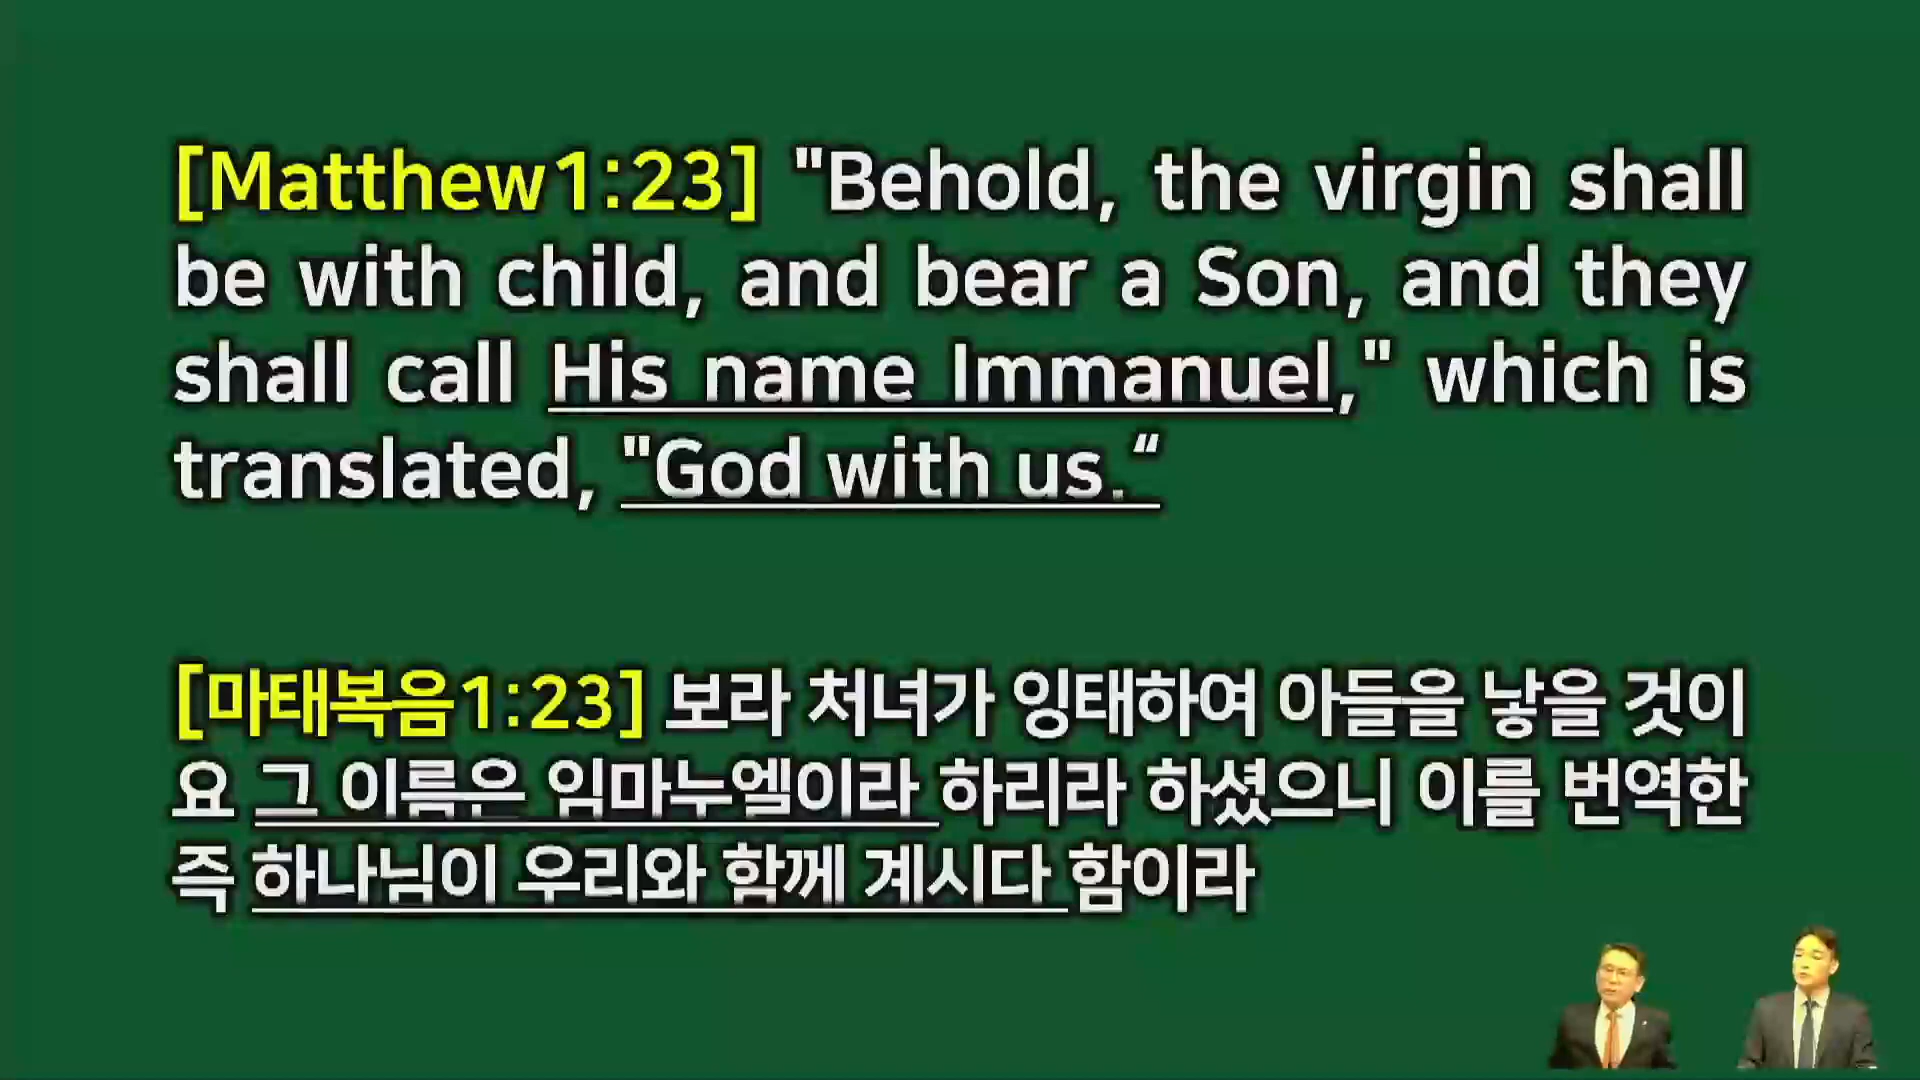 [Matthew1:23] "Behold, the virgin shall
be with child, and bear a Son, and they
shall call His name Immanuel," which is
translated, "God with us.“
[마태복음1:23] 보라 처녀가 잉태하여 아들을 낳을 것이
요 그 이름은 임마누엘이라 하리라 하셨으니 이를 번역한
즉 하나님이 우리와 함께 계시다 함이라